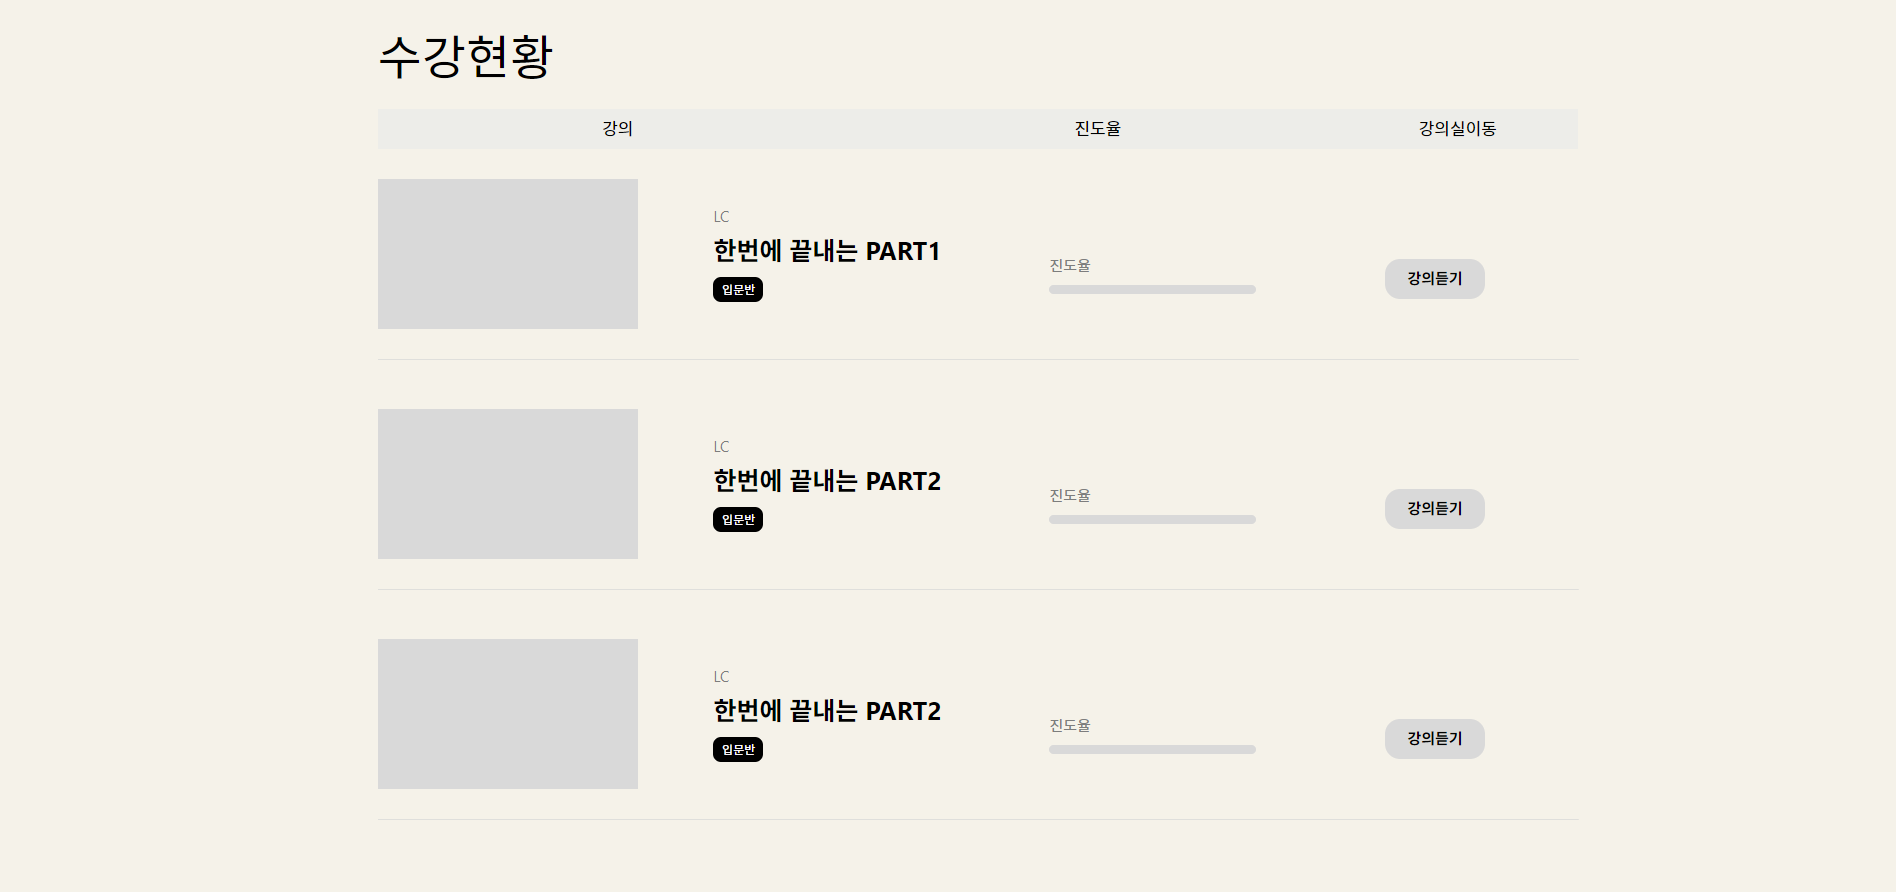 수강현황
강의 진도율 강의실이동
LC
한번에 끝내는 PART1
입문반
진도율
강의듣기
LC
한번에 끝내는 PART2
입문반
진도율
강의듣기
LC
한번에 끝내는 PART2
입문반
진도율
강의듣기